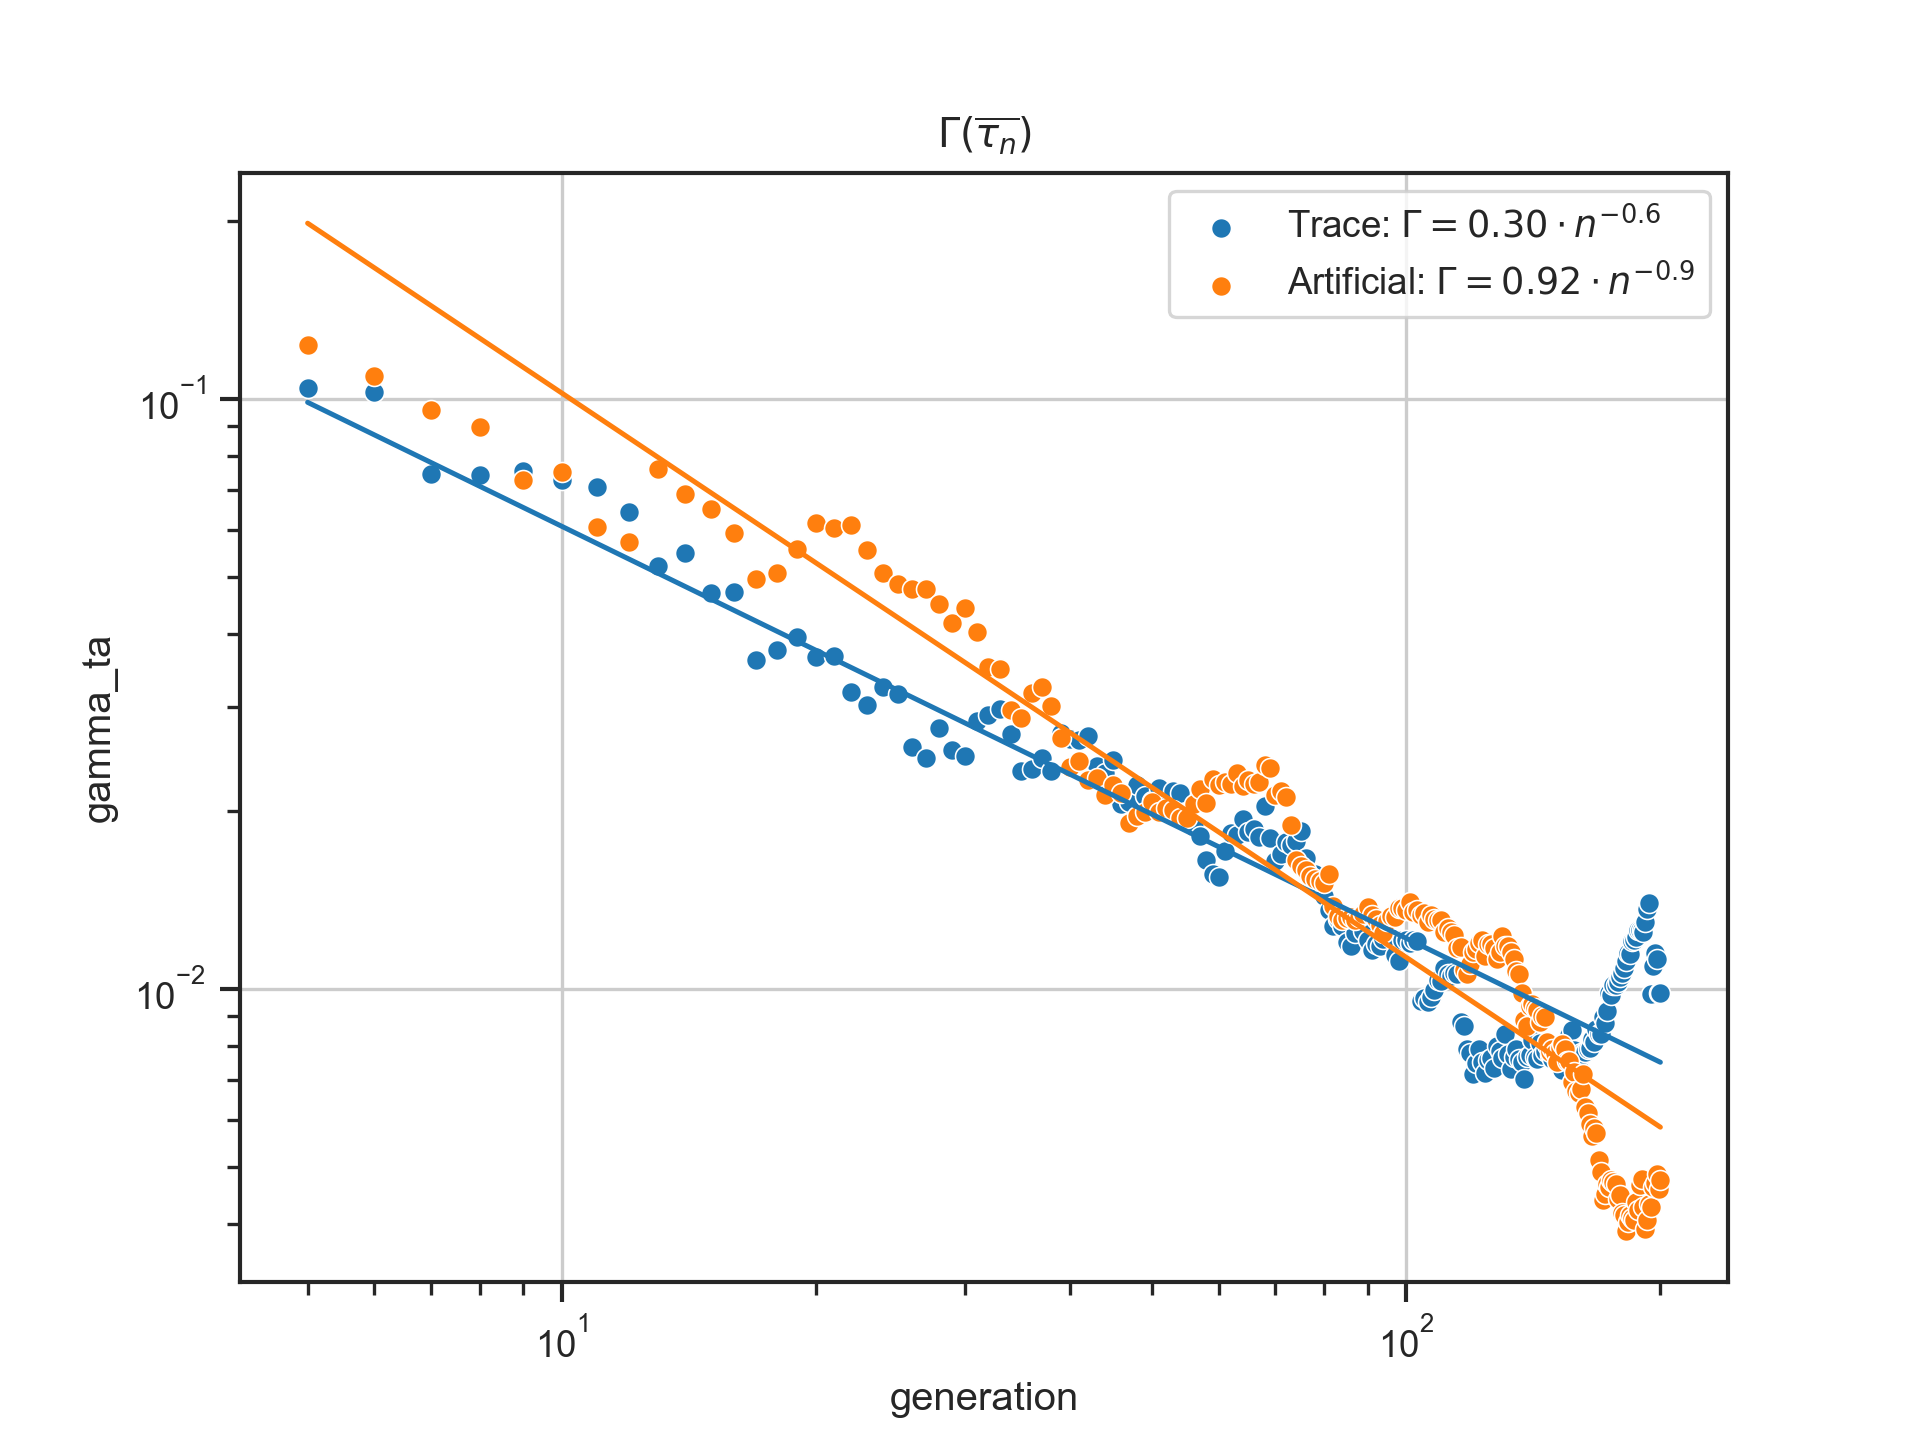 Γ(τₙ̅)
Trace: Γ = 0.30 · n^−0.6
Artificial: Γ = 0.92 · n^−0.9
10^−1
10^−2
gamma_ta
10^1
10^2
generation